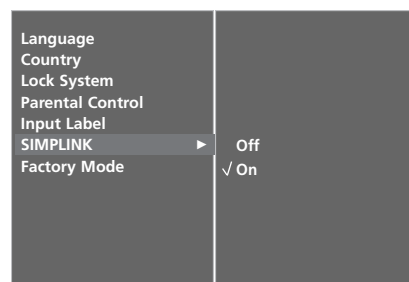 Language
Country
Lock System
Parental Control
Input Label
SIMPLINK ►
Off
Factory Mode
√ On